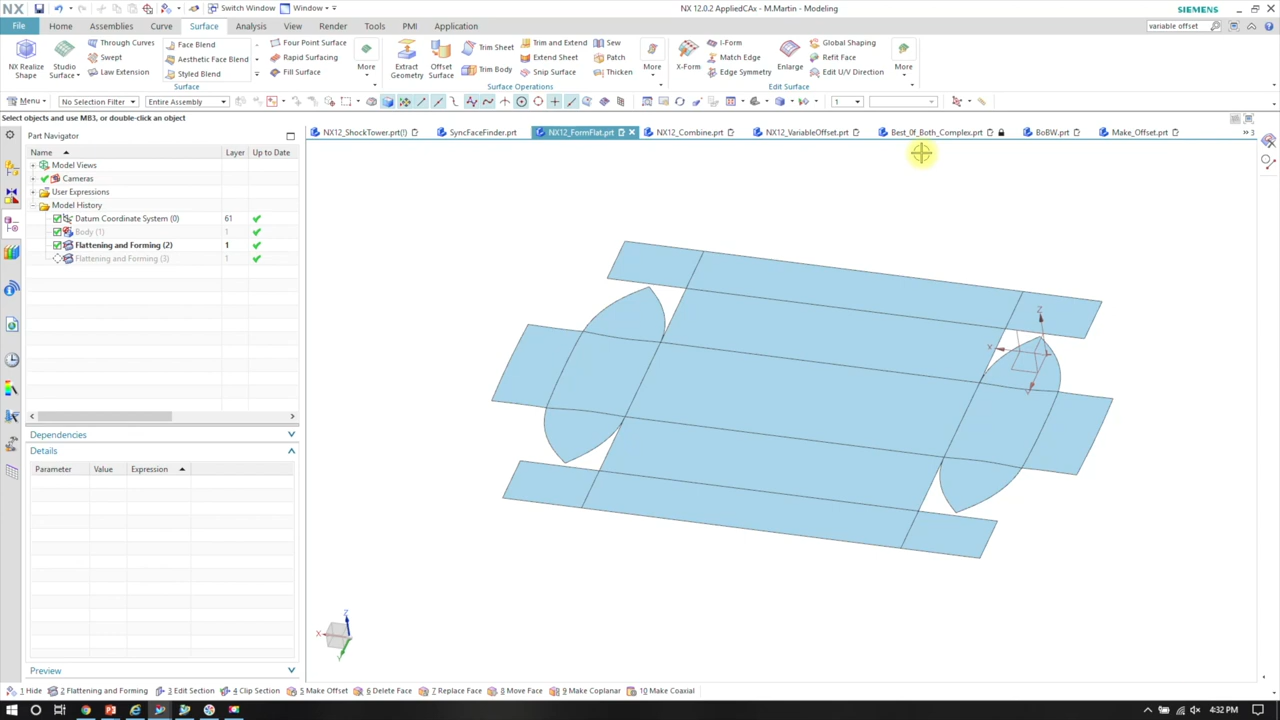 NX Switch Window Window NX 12.0.2 AppliedCAx - M.Martin - Modeling SIEMENS
File Home Assemblies Curve Surface Analysis View Render Tools PMI Application variable offset
NX Realize Shape
Studio Surface
Through Curves
Swept
Law Extension
Face Blend
Aesthetic Face Blend
Styled Blend
Four Point Surface
Rapid Surfacing
Fill Surface
More
Surface
Extract Geometry
Offset Surface
Trim Sheet
Trim Body
Trim and Extend
Extend Sheet
Snip Surface
Sew
Patch
Thicken
More
Surface Operations
X-Form
I-Form
Match Edge
Edge Symmetry
Enlarge
Global Shaping
Refit Face
Edit U/V Direction
More
Edit Surface
Menu No Selection Filter Entire Assembly 1
Select objects and use MB3, or double-click an object
NX12_ShockTower.prt(!) SyncFaceFinder.prt NX12_FormFlat.prt NX12_Combine.prt NX12_VariableOffset.prt Best_0f_Both_Complex.prt BoBW.prt Make_Offset.prt 3
Part Navigator
Name Layer Up to Date
Model Views
Cameras
User Expressions
Model History
Datum Coordinate System (0) 61
Body (1) 1
Flattening and Forming (2) 1
Flattening and Forming (3) 1
Dependencies
Details
Parameter Value Expression
Preview
Z
X
Y
Z
X
Y
1 Hide 2 Flattening and Forming 3 Edit Section 4 Clip Section 5 Make Offset 6 Delete Face 7 Replace Face 8 Move Face 9 Make Coplanar 10 Make Coaxial
4:32 PM